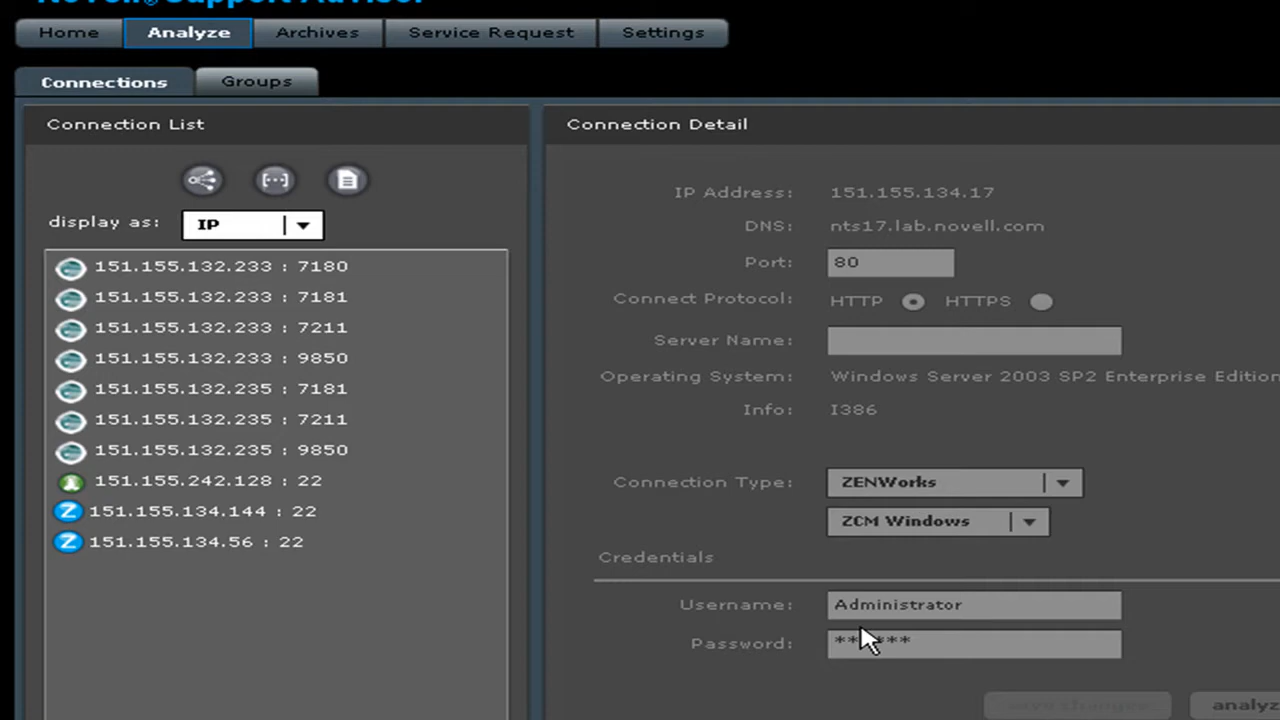 Novell® Support Advisor
Home Analyze Archives Service Request Settings
Connections Groups
Connection List
display as: IP
151.155.132.233 : 7180
151.155.132.233 : 7181
151.155.132.233 : 7211
151.155.132.233 : 9850
151.155.132.235 : 7181
151.155.132.235 : 7211
151.155.132.235 : 9850
151.155.242.128 : 22
Z 151.155.134.144 : 22
Z 151.155.134.56 : 22
Connection Detail
IP Address: 151.155.134.17
DNS: nts17.lab.novell.com
Port: 80
Connect Protocol: HTTP HTTPS
Server Name:
Operating System: Windows Server 2003 SP2 Enterprise Edition
Info: I386
Connection Type: ZENWorks
ZCM Windows
Credentials
Username: Administrator
Password:
save changes